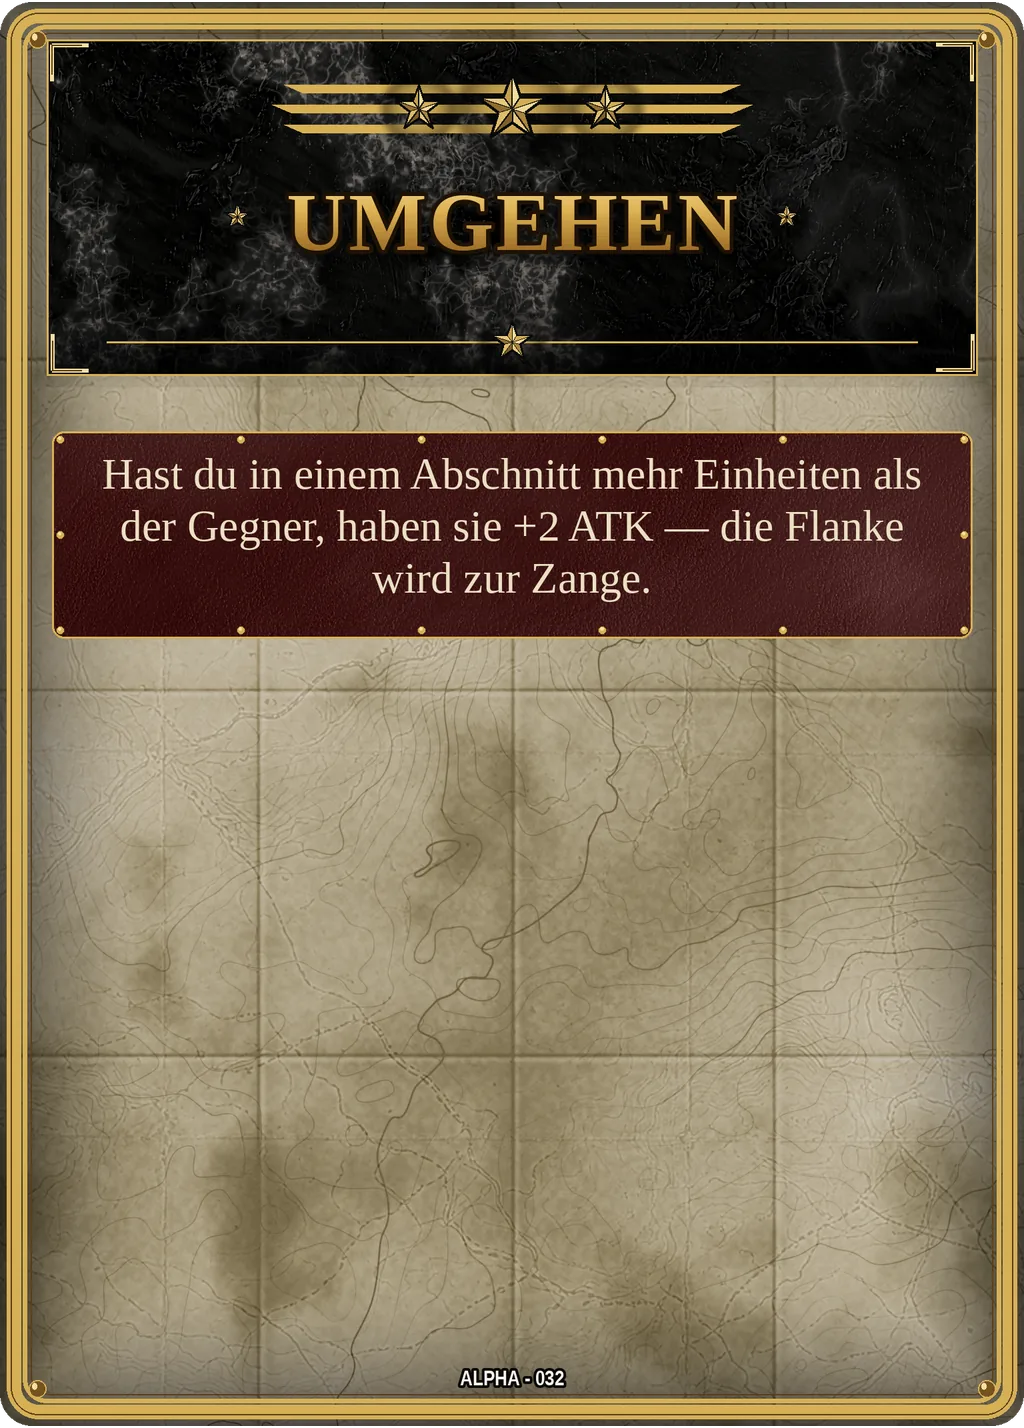 UMGEHEN
Hast du in einem Abschnitt mehr Einheiten als
der Gegner, haben sie +2 ATK — die Flanke
wird zur Zange.
ALPHA - 032